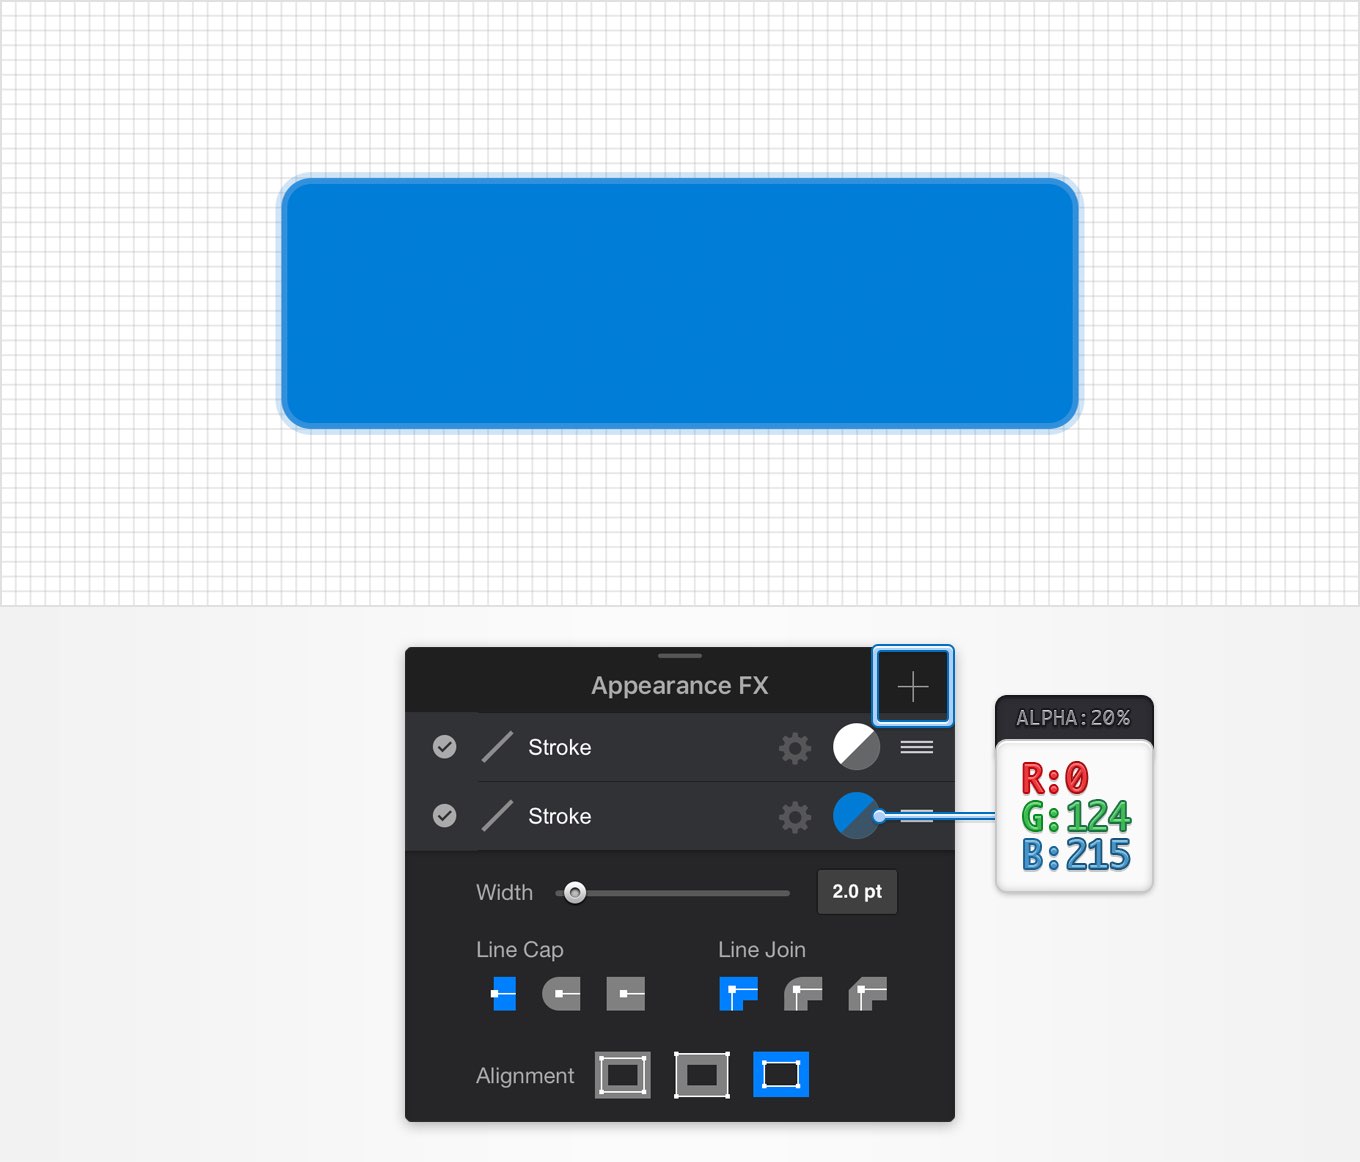 Appearance FX
Stroke
Stroke
Width
2.0 pt
Line Cap
Line Join
Alignment
ALPHA:20%
R:0
G:124
B:215